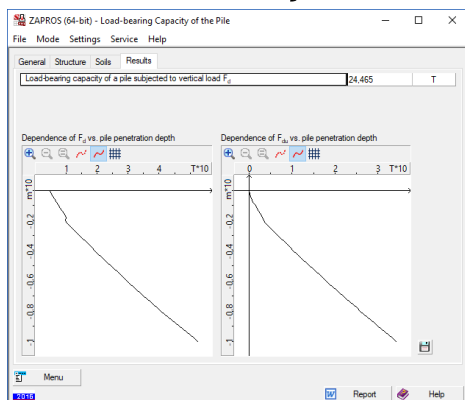 ZAPROS (64-bit) - Load-bearing Capacity of the Pile
File Mode Settings Service Help
General Structure Soils Results
Load-bearing capacity of a pile subjected to vertical load Fd 24,465 T
Dependence of Fd vs. pile penetration depth
1 2 3 4 T*10
m*10
-0,2
-0,4
-0,6
-0,8
-1
Dependence of Fdu vs. pile penetration depth
0 1 2 3 T*10
m*10
-0,2
-0,4
-0,6
-0,8
-1
Menu
2016
Report Help